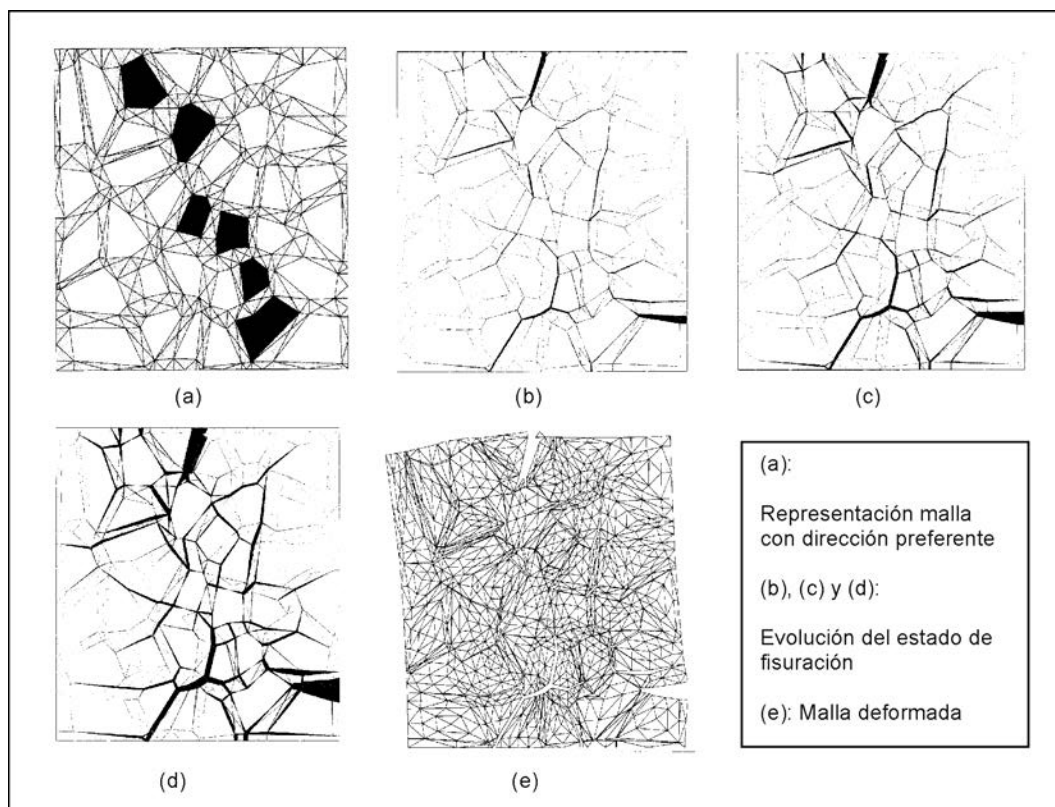 (a)
(b)
(c)
(d)
(e)
(a):
Representación malla
con dirección preferente
(b), (c) y (d):
Evolución del estado de
fisuración
(e): Malla deformada